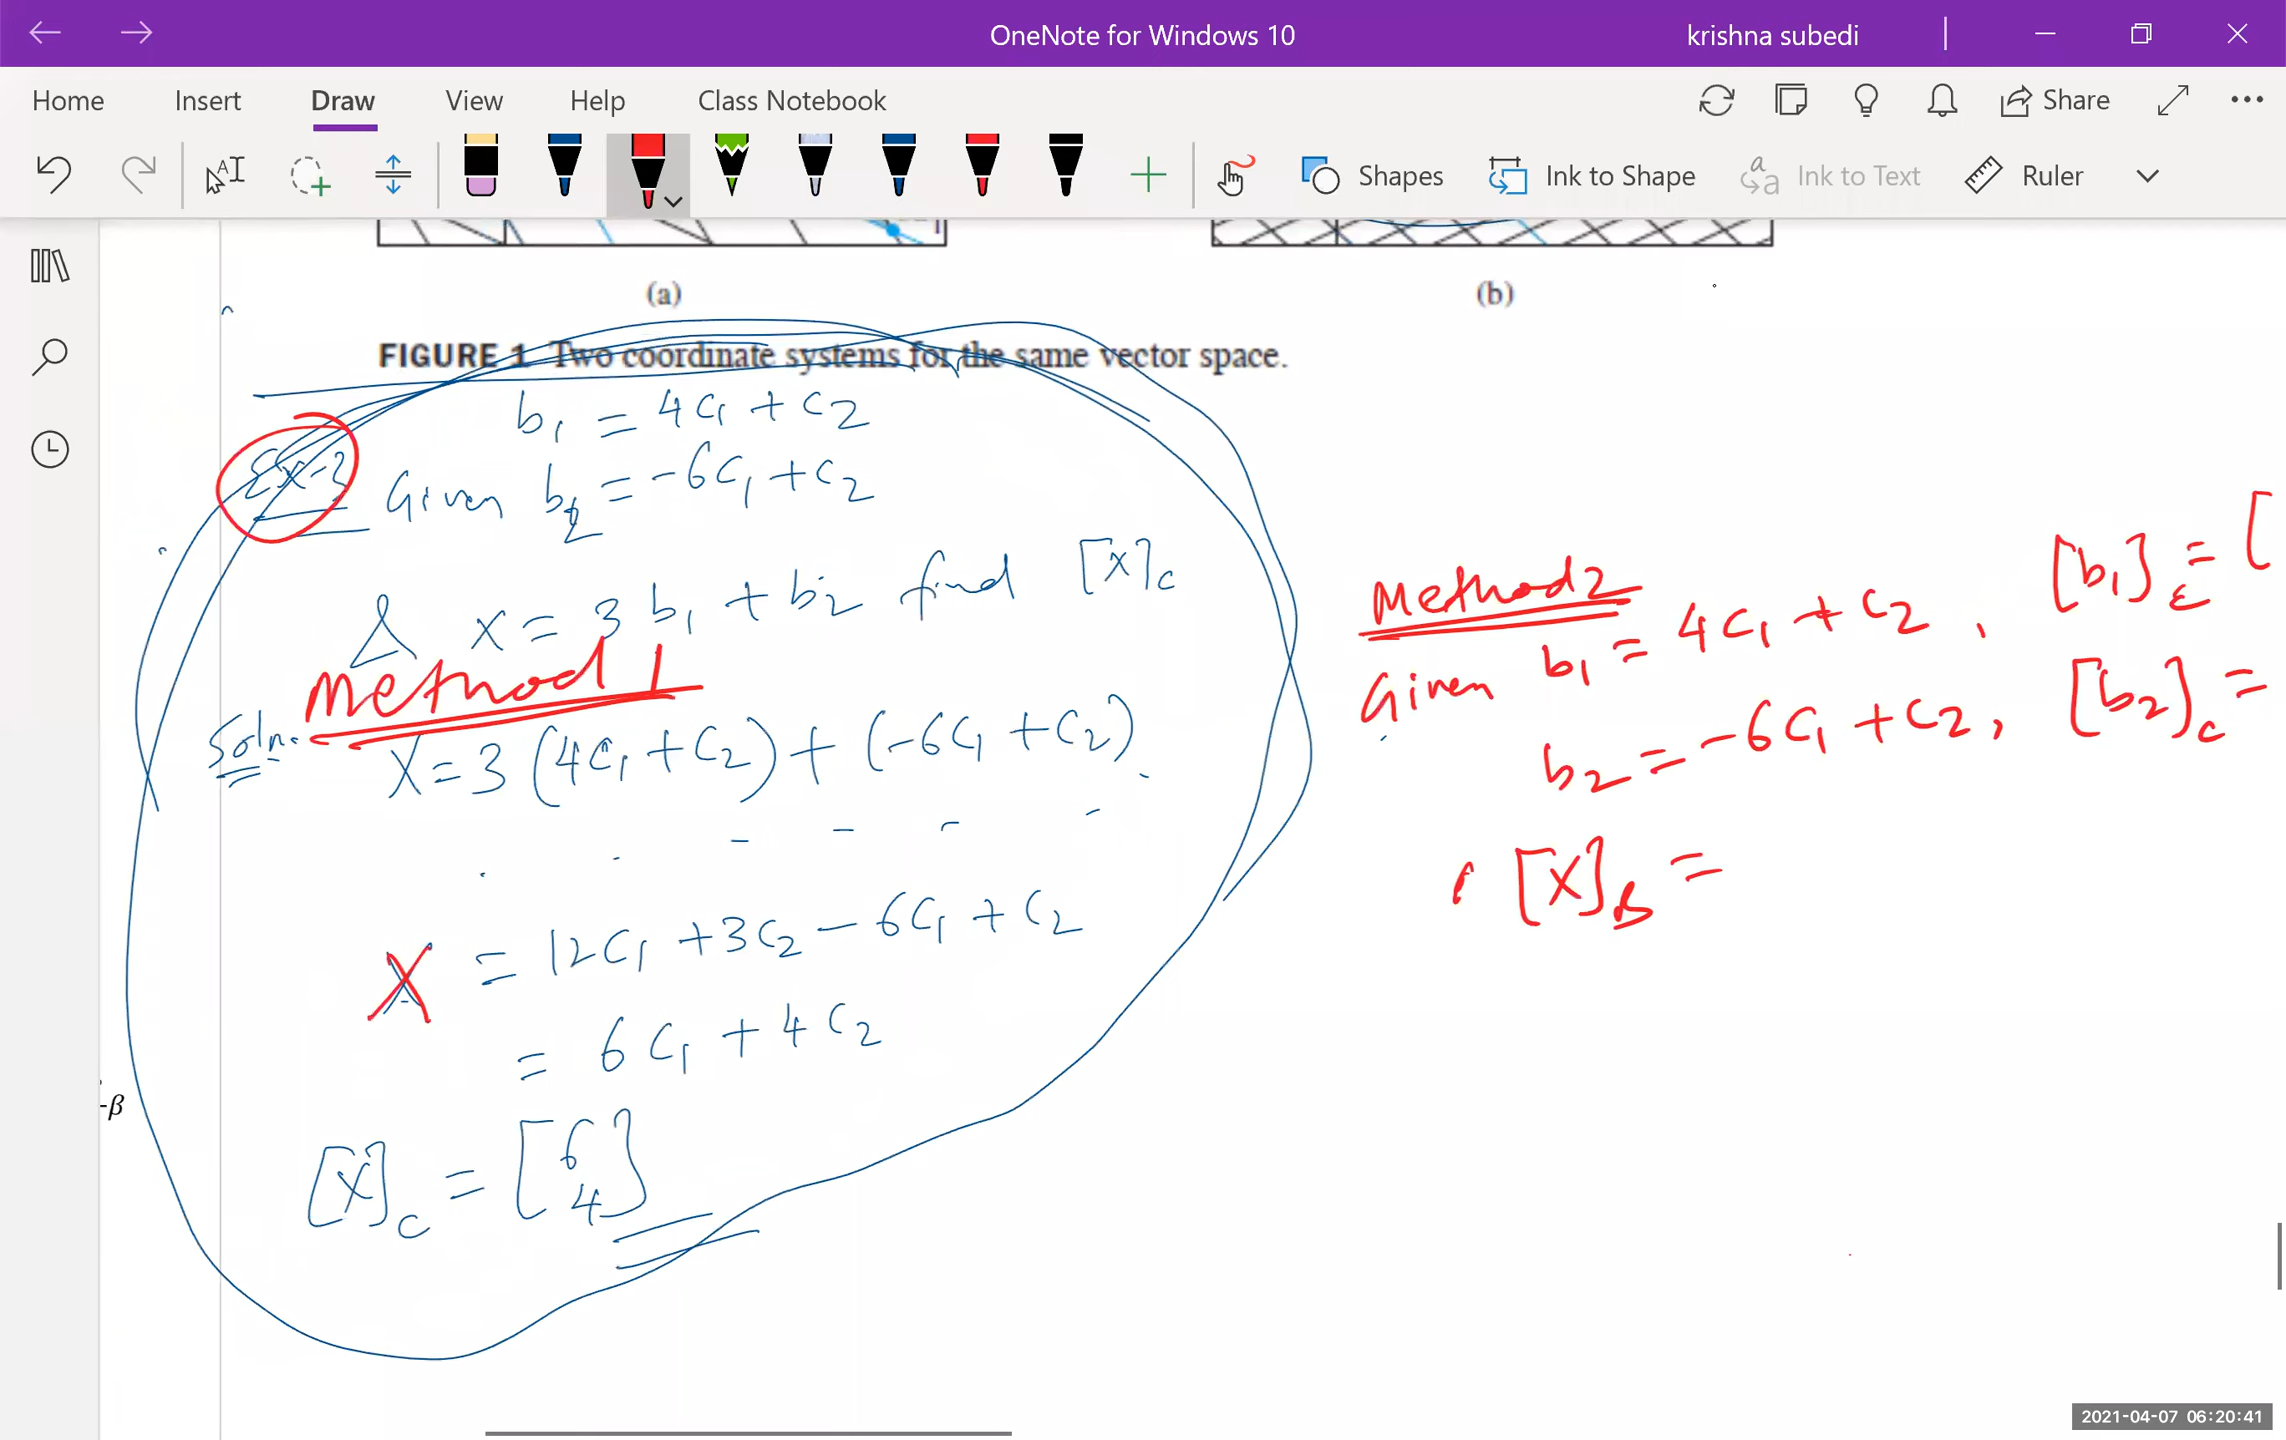 OneNote for Windows 10
krishna subedi
Home Insert Draw View Help Class Notebook
Share
Shapes Ink to Shape Ink to Text Ruler
(a) (b)
FIGURE 1 Two coordinate systems for the same vector space.
b1 = 4c1 + c2
Ex-3 Given b2 = -6c1 + c2
& x = 3b1 + b2 find [x]c
Method 1
Soln. x = 3(4c1 + c2) + (-6c1 + c2)
x = 12c1 + 3c2 - 6c1 + c2
= 6c1 + 4c2
-β
[x]c = [6 4]
Method 2
Given b1 = 4c1 + c2, [b1]c = [
b2 = -6c1 + c2, [b2]c =
[x]B =
2021-04-07 06:20:41